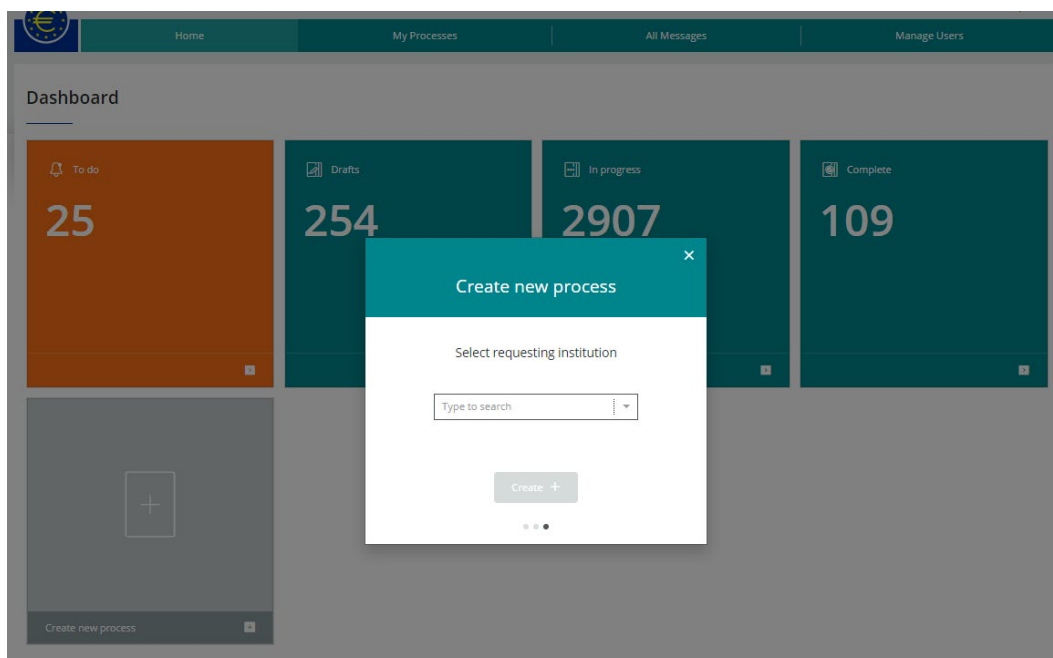 Home
My Processes
All Messages
Manage Users
Dashboard
To do
Drafts
In progress
Complete
25
254
2907
109
Create new process
Select requesting institution
Type to search
Create +
Create new process